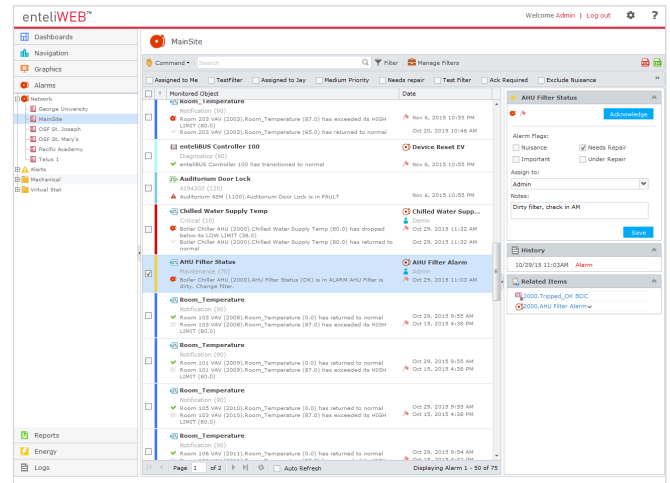 enteliWEB™
Welcome Admin | Log out
?
Dashboards
Navigation
Graphics
Alarms
Network
George University
MainSite
OSF St. Joseph
OSF St. Mary's
Pacific Academy
Telus 1
Alerts
Mechanical
Virtual Stat
Reports
Energy
Logs
MainSite
Command
Search
Filter
Manage Filters
Assigned to Me
TestFilter
Assigned to Jay
Medium Priority
Needs repair
Test Filter
Ack Required
Exclude Nuisance
! Monitored Object Date
Room_Temperature
Notification (90)
Room 203 VAV (2003).Room_Temperature (87.0) has exceeded its HIGH Nov 6, 2015 10:55 PM
LIMIT (80.0)
Room 203 VAV (2003).Room_Temperature (65.0) has returned to normal Oct 20, 2015 10:46 AM
enteliBUS Controller 100 Device Reset EV
Diagnostics (80)
enteliBUS Controller 100 has transitioned to normal Nov 6, 2015 10:55 PM
Auditorium Door Lock
4194303 (120)
Auditorium ASM (1100).Auditorium Door Lock is in FAULT Nov 6, 2015 10:55 PM
Chilled Water Supply Temp Chilled Water Supp...
Critical (10) Demo
Boiler Chiller AHU (2000).Chilled Water Supply Temp (80.0) has dropped Oct 29, 2015 11:32 AM
below its LOW LIMIT (36.0)
Boiler Chiller AHU (2000).Chilled Water Supply Temp (80.0) has returned to Oct 29, 2015 11:32 AM
normal
AHU Filter Status AHU Filter Alarm
Maintenance (70) Admin
Boiler Chiller AHU (2000).AHU Filter Status (OK) is in ALARM AHU Filter is Oct 29, 2015 11:03 AM
dirty. Change filter.
Room_Temperature
Notification (90)
Room 103 VAV (2008).Room_Temperature (0.0) has returned to normal Oct 29, 2015 9:55 AM
Room 103 VAV (2008).Room_Temperature (87.0) has exceeded its HIGH Oct 15, 2015 4:38 PM
LIMIT (80.0)
Room_Temperature
Notification (90)
Room 101 VAV (2009).Room_Temperature (0.0) has returned to normal Oct 29, 2015 9:55 AM
Room 101 VAV (2009).Room_Temperature (87.0) has exceeded its HIGH Oct 15, 2015 4:38 PM
LIMIT (80.0)
Room_Temperature
Notification (90)
Room 105 VAV (2010).Room_Temperature (0.0) has returned to normal Oct 29, 2015 9:55 AM
Room 103 VAV (2010).Room_Temperature (87.0) has exceeded its HIGH Oct 15, 2015 4:28 PM
LIMIT (80.0)
Room_Temperature
Notification (90)
Room 106 VAV (2011).Room_Temperature (0.0) has returned to normal Oct 29, 2015 9:54 AM
Page 1 of 2
Auto Refresh
Displaying Alarm 1 - 50 of 75
AHU Filter Status
Acknowledge
Alarm Flags:
Nuisance Needs Repair
Important Under Repair
Assign to:
Admin
Notes:
Dirty filter, check in AM
Save
History
10/29/15 11:03AM Alarm
Related Items
2000.Tripped_OK BDC
2000.AHU Filter Alarm